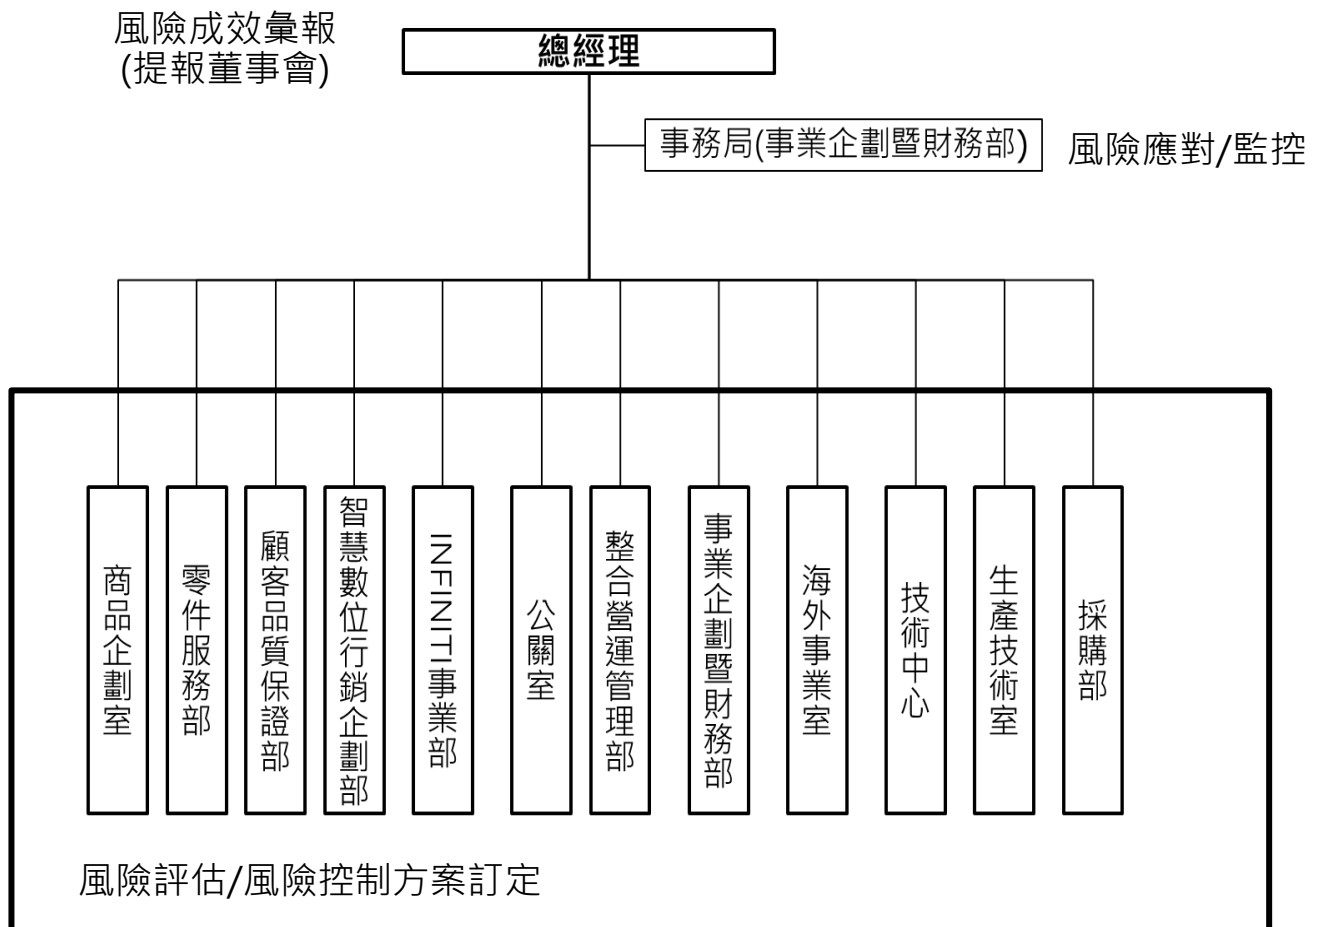 風險成效彙報
(提報董事會)
總經理
事務局(事業企劃暨財務部)
風險應對/監控
商品企劃室
零件服務部
顧客品質保證部
智慧數位行銷企劃部
INFINITI事業部
公關室
整合營運管理部
事業企劃暨財務部
海外事業室
技術中心
生產技術室
採購部
風險評估/風險控制方案訂定